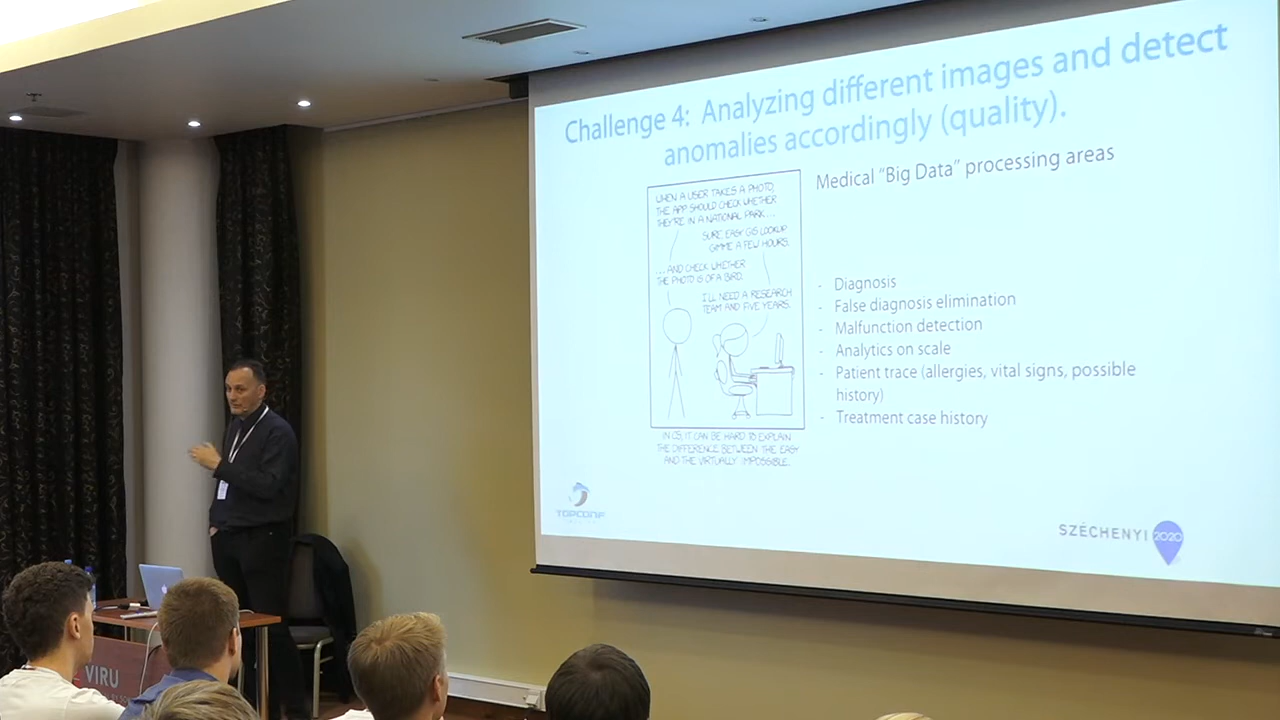 Challenge 4: Analyzing different images and detect
anomalies accordingly (quality).
Medical "Big Data" processing areas
WHEN A USER TAKES A PHOTO,
THE APP SHOULD CHECK WHETHER
THEY'RE IN A NATIONAL PARK...
SURE, EASY GIS LOOKUP
GIMME A FEW HOURS.
...AND CHECK WHETHER
THE PHOTO IS OF A BIRD.
I'LL NEED A RESEARCH
TEAM AND FIVE YEARS.
IN CS, IT CAN BE HARD TO EXPLAIN
THE DIFFERENCE BETWEEN THE EASY
AND THE VIRTUALLY IMPOSSIBLE.
- Diagnosis
- False diagnosis elimination
- Malfunction detection
- Analytics on scale
- Patient trace (allergies, vital signs, possible
history)
- Treatment case history
TOPCONF
SZÉCHENYI 2020
VIRU